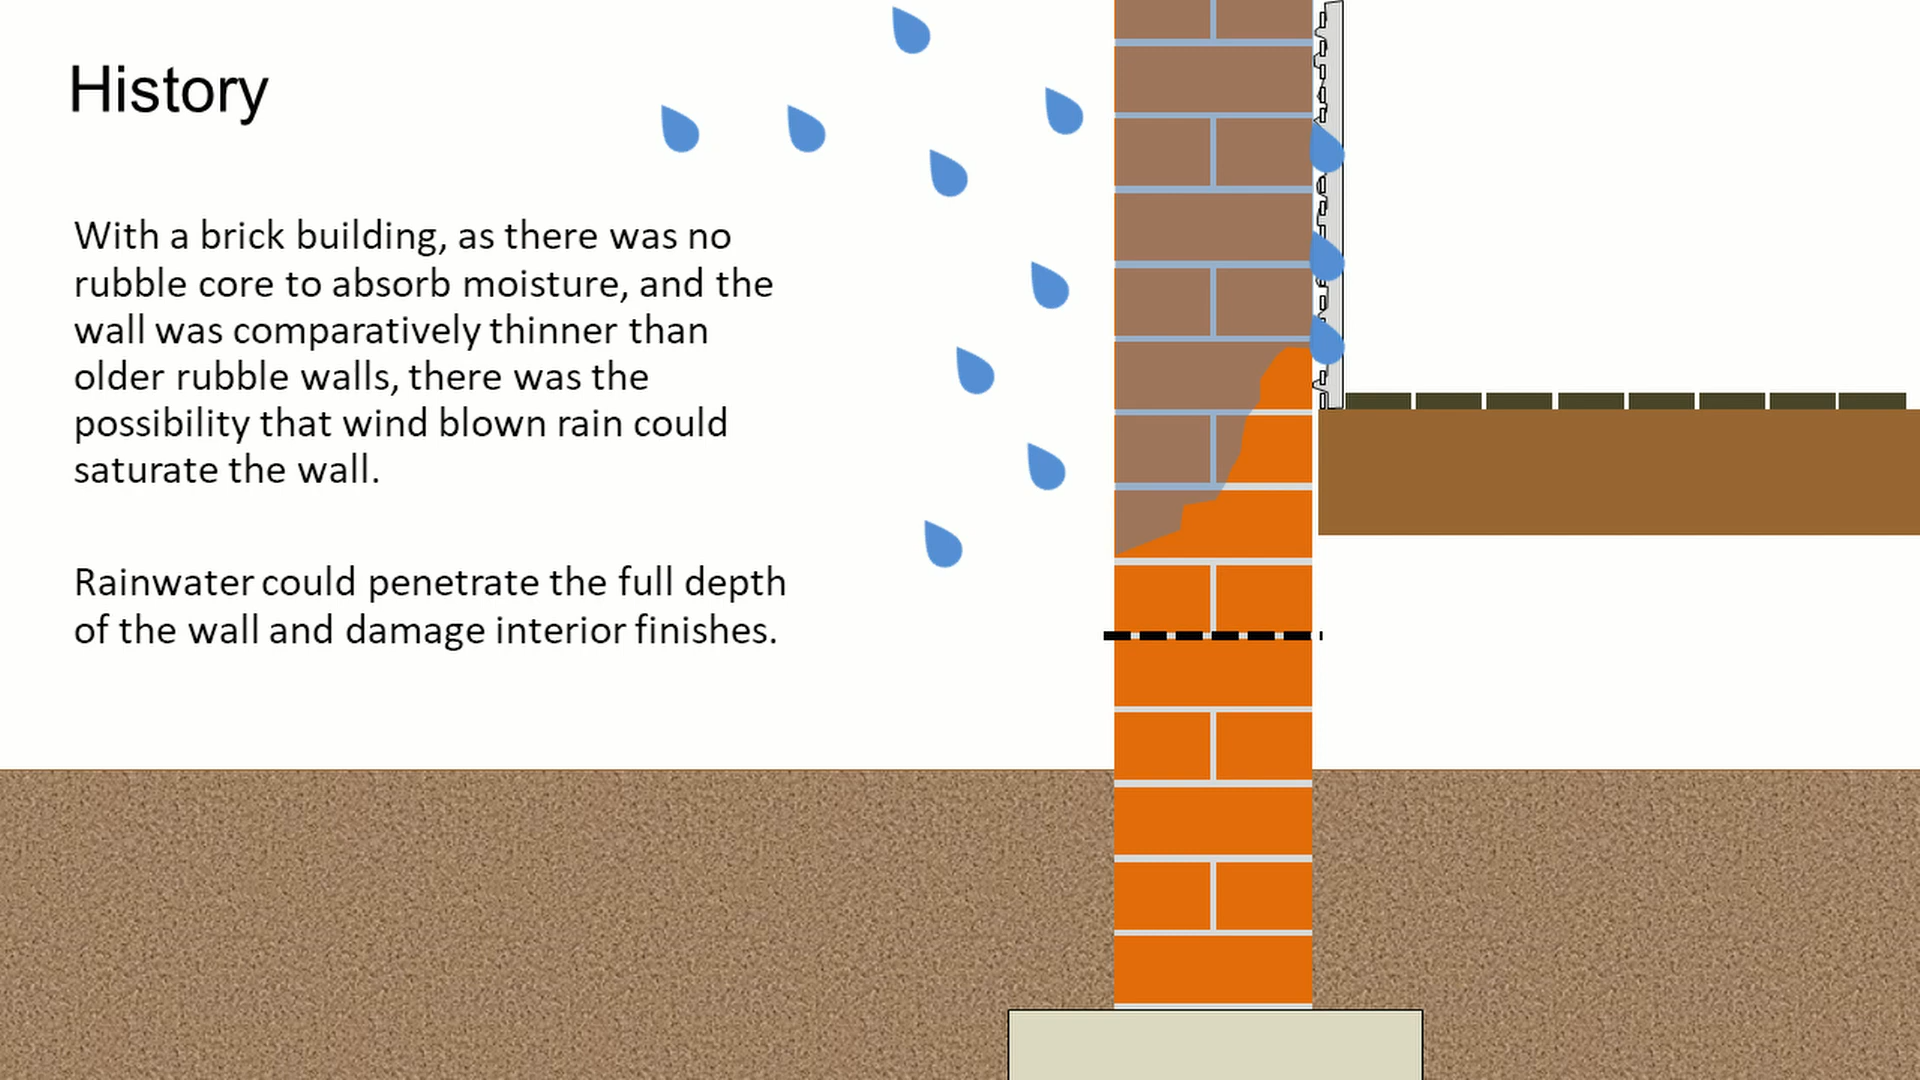 History
With a brick building, as there was no
rubble core to absorb moisture, and the
wall was comparatively thinner than
older rubble walls, there was the
possibility that wind blown rain could
saturate the wall.
Rainwater could penetrate the full depth
of the wall and damage interior finishes.